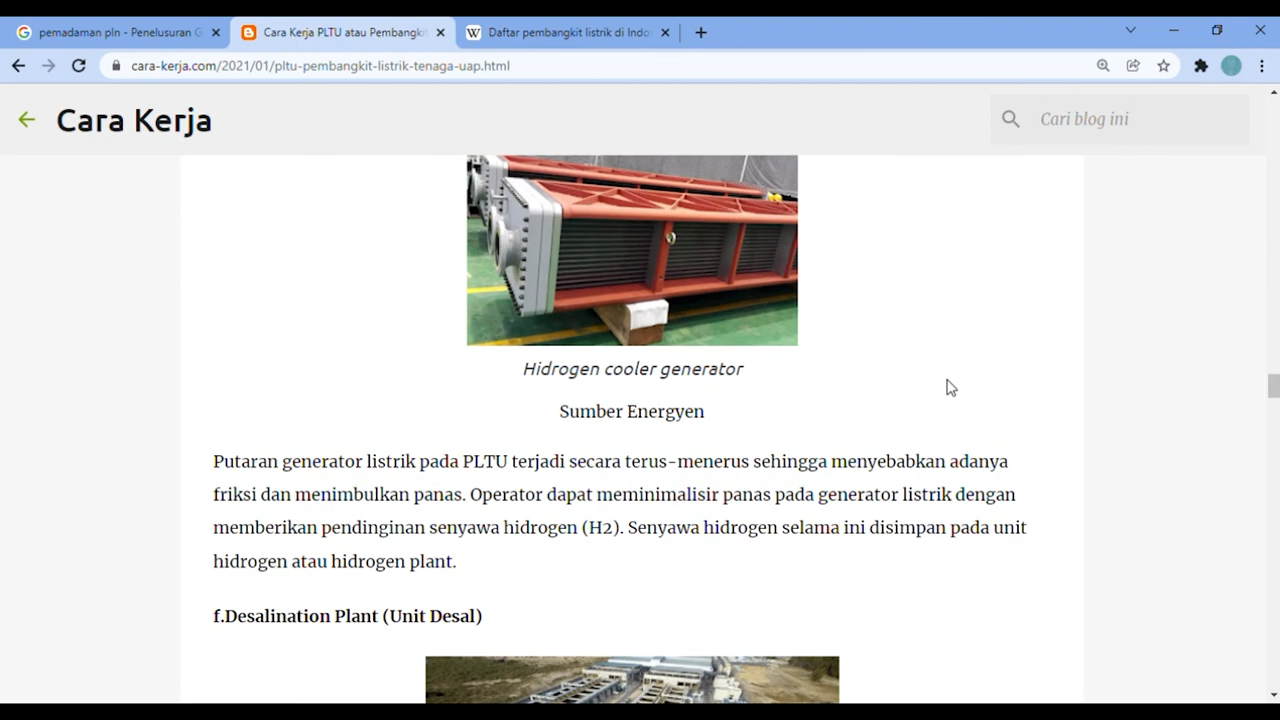 pemadaman pln - Penelusuran G
Cara Kerja PLTU atau Pembangkit
Daftar pembangkit listrik di Indo
cara-kerja.com/2021/01/pltu-pembangkit-listrik-tenaga-uap.html
Cara Kerja
Cari blog ini
Hidrogen cooler generator
Sumber Energyen
Putaran generator listrik pada PLTU terjadi secara terus-menerus sehingga menyebabkan adanya
friksi dan menimbulkan panas. Operator dapat meminimalisir panas pada generator listrik dengan
memberikan pendinginan senyawa hidrogen (H2). Senyawa hidrogen selama ini disimpan pada unit
hidrogen atau hidrogen plant.
f.Desalination Plant (Unit Desal)